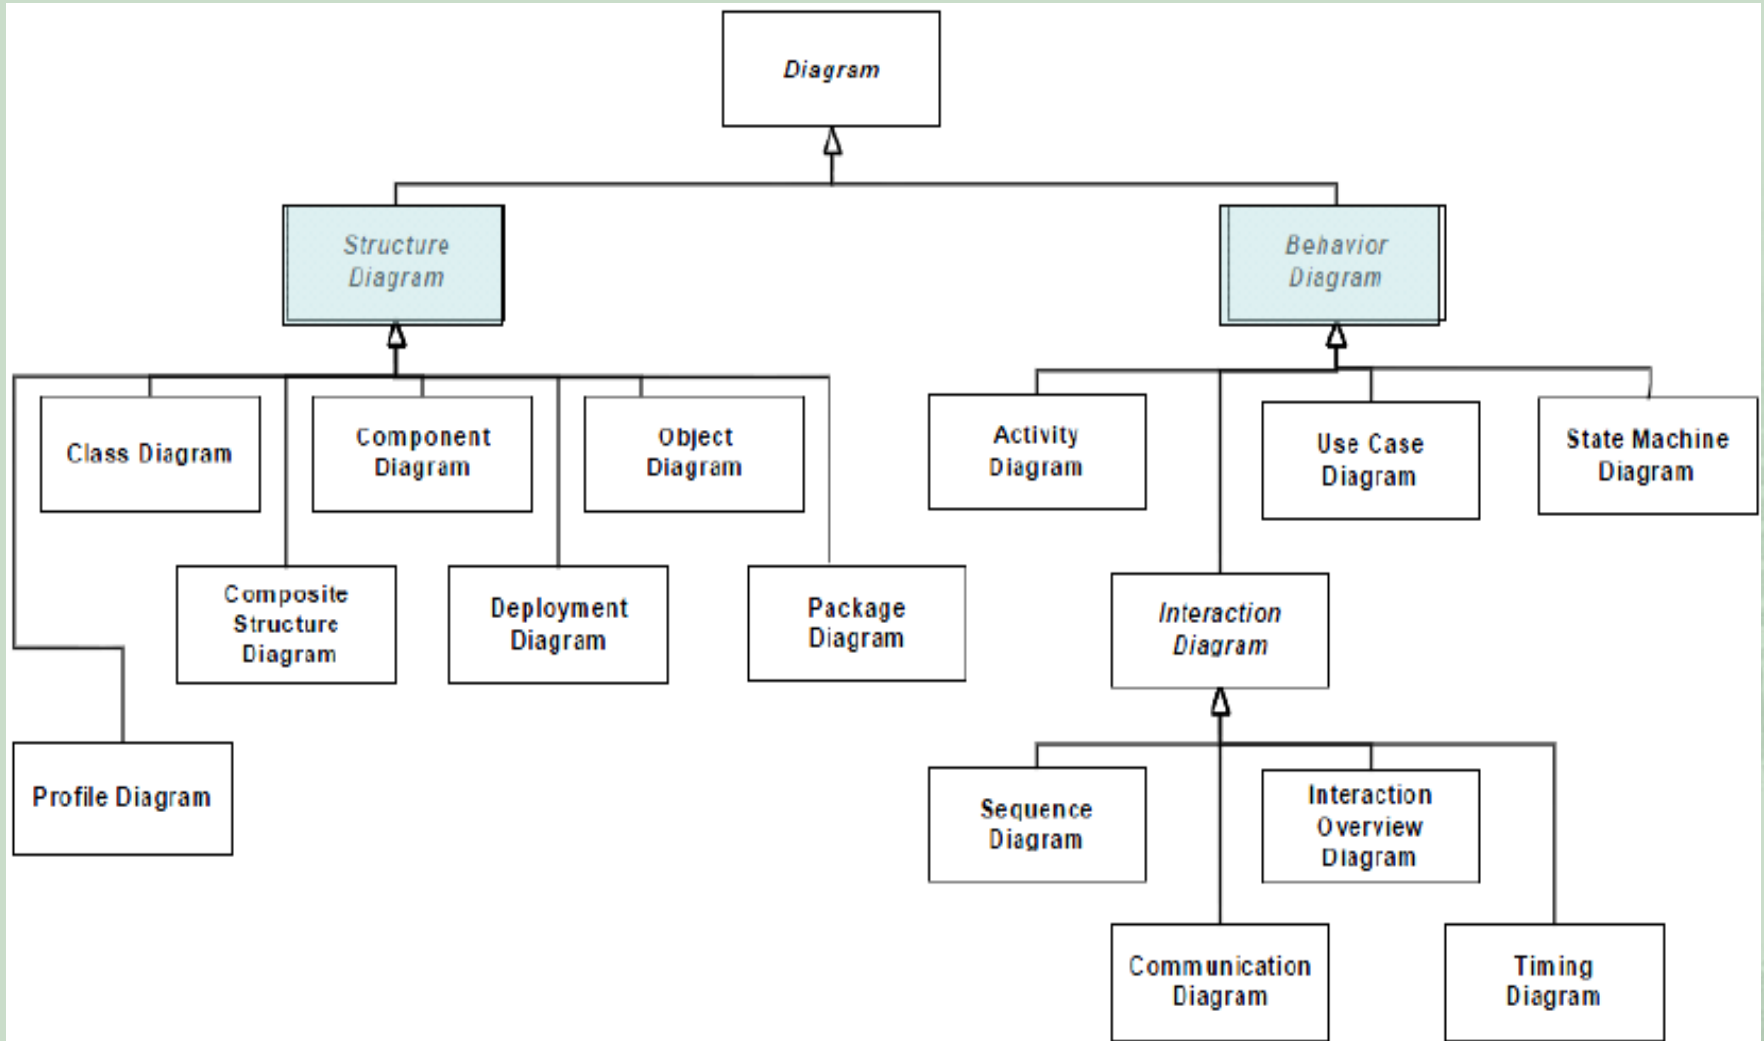 Diagram
Structure
Diagram
Behavior
Diagram
Class Diagram
Component
Diagram
Object
Diagram
Activity
Diagram
Use Case
Diagram
State Machine
Diagram
Composite
Structure
Diagram
Deployment
Diagram
Package
Diagram
Interaction
Diagram
Profile Diagram
Sequence
Diagram
Interaction
Overview
Diagram
Communication
Diagram
Timing
Diagram